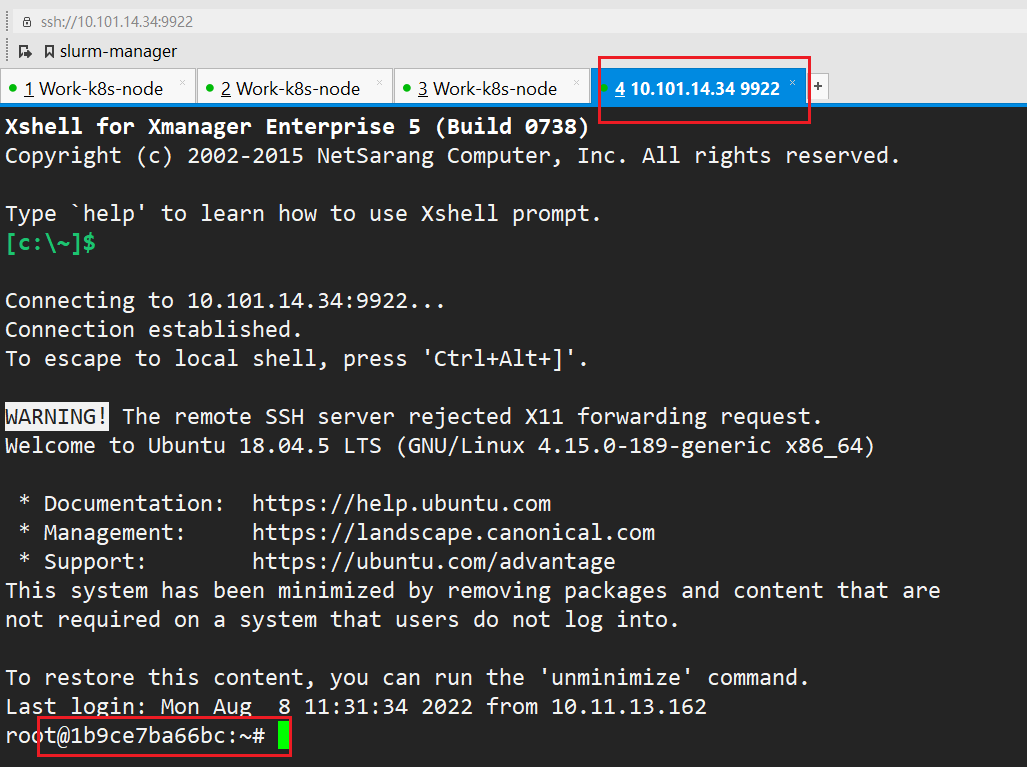 ssh://10.101.14.34:9922
slurm-manager
1 Work-k8s-node × 2 Work-k8s-node × 3 Work-k8s-node × 4 10.101.14.34 9922 × +
Xshell for Xmanager Enterprise 5 (Build 0738)
Copyright (c) 2002-2015 NetSarang Computer, Inc. All rights reserved.
Type `help' to learn how to use Xshell prompt.
[c:\~]$
Connecting to 10.101.14.34:9922...
Connection established.
To escape to local shell, press 'Ctrl+Alt+]'.
WARNING! The remote SSH server rejected X11 forwarding request.
Welcome to Ubuntu 18.04.5 LTS (GNU/Linux 4.15.0-189-generic x86_64)
* Documentation:  https://help.ubuntu.com
* Management:     https://landscape.canonical.com
* Support:        https://ubuntu.com/advantage
This system has been minimized by removing packages and content that are
not required on a system that users do not log into.
To restore this content, you can run the 'unminimize' command.
Last login: Mon Aug  8 11:31:34 2022 from 10.11.13.162
root@1b9ce7ba66bc:~#